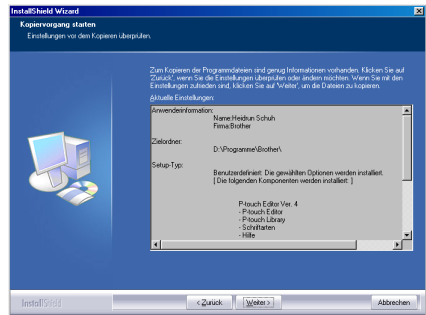 InstallShield Wizard
Kopiervorgang starten
Einstellungen vor dem Kopieren überprüfen.
Zum Kopieren der Programmdateien sind genug Informationen vorhanden. Klicken Sie auf
'Zurück', wenn Sie die Einstellungen überprüfen oder ändern möchten. Wenn Sie mit den
Einstellungen zufrieden sind, klicken Sie auf 'Weiter', um die Dateien zu kopieren.
Aktuelle Einstellungen:
Anwenderinformation:
Name:Heidrun Schuh
Firma:Brother
Zielordner:
D:\Programme\Brother\
Setup-Typ:
Benutzerdefiniert: Die gewählten Optionen werden installiert.
[ Die folgenden Komponenten werden installiert: ]
P-touch Editor Ver. 4
- P-touch Editor
- P-touch Library
- Schriftarten
- Hilfe
InstallShield
< Zurück
Weiter >
Abbrechen